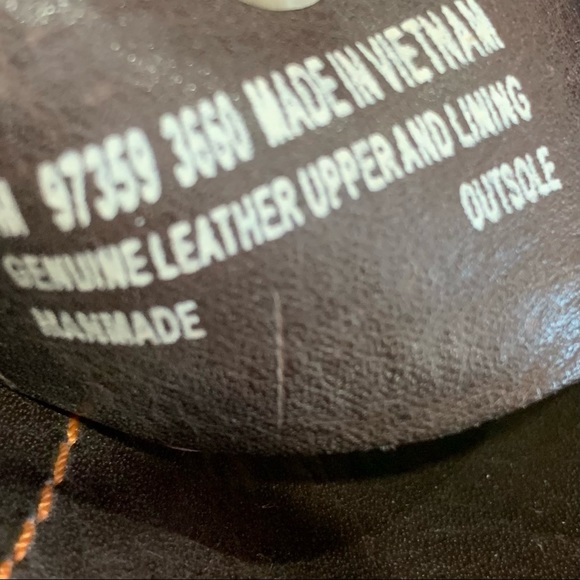 M 97359 3660 MADE IN VIETNAM
GENUINE LEATHER UPPER AND LINING
MANMADE OUTSOLE